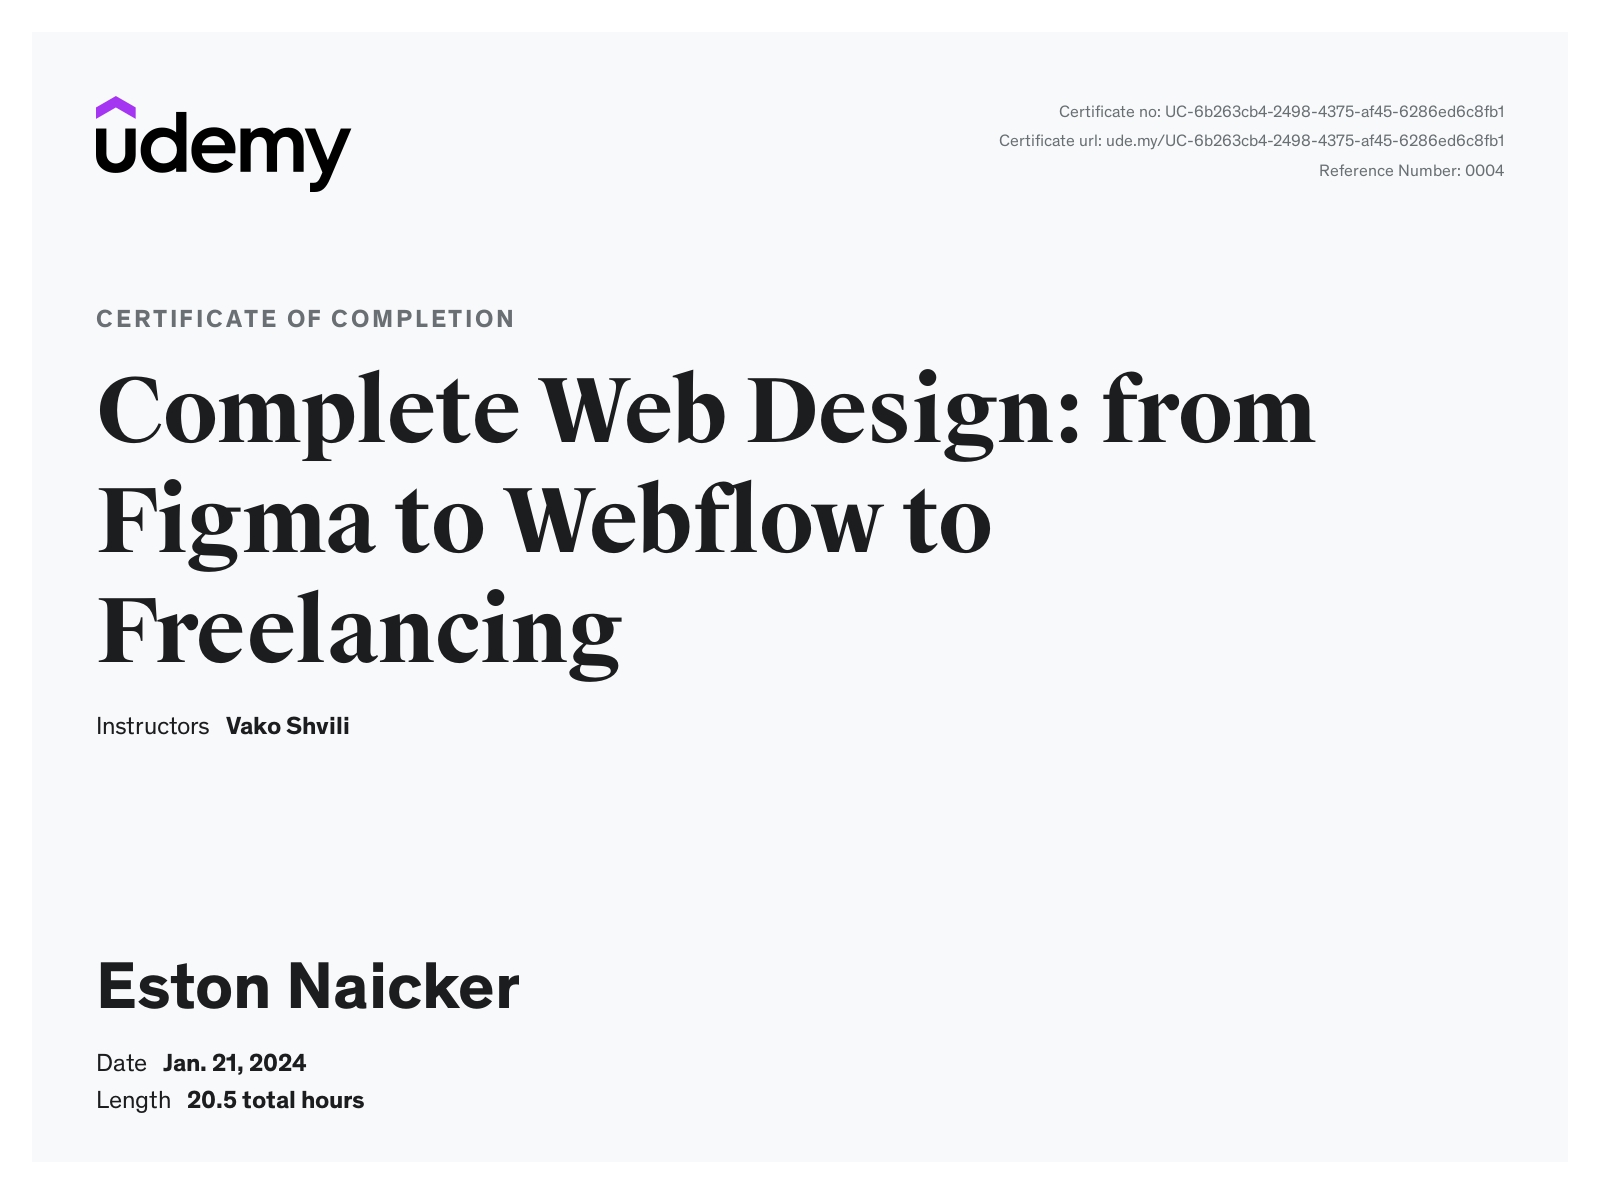 udemy
Certificate no: UC-6b263cb4-2498-4375-af45-6286ed6c8fb1
Certificate url: ude.my/UC-6b263cb4-2498-4375-af45-6286ed6c8fb1
Reference Number: 0004
CERTIFICATE OF COMPLETION
Complete Web Design: from
Figma to Webflow to
Freelancing
Instructors Vako Shvili
Eston Naicker
Date Jan. 21, 2024
Length 20.5 total hours